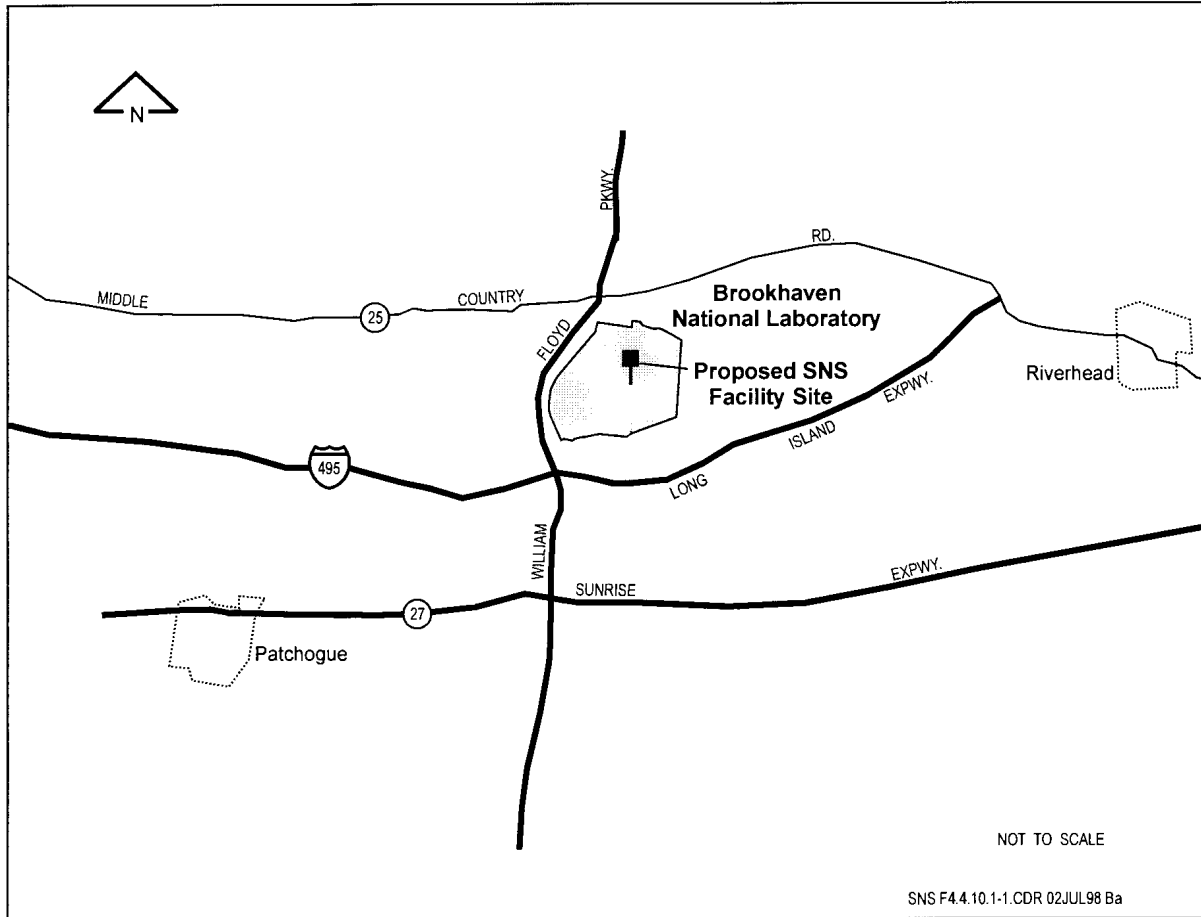 N
PKWY.
RD.
MIDDLE
25
COUNTRY
FLOYD
Brookhaven
National Laboratory
Proposed SNS
Facility Site
Riverhead
EXPWY.
ISLAND
LONG
495
WILLIAM
SUNRISE
EXPWY.
27
Patchogue
NOT TO SCALE
SNS F4.4.10.1-1.CDR 02JUL98 Ba